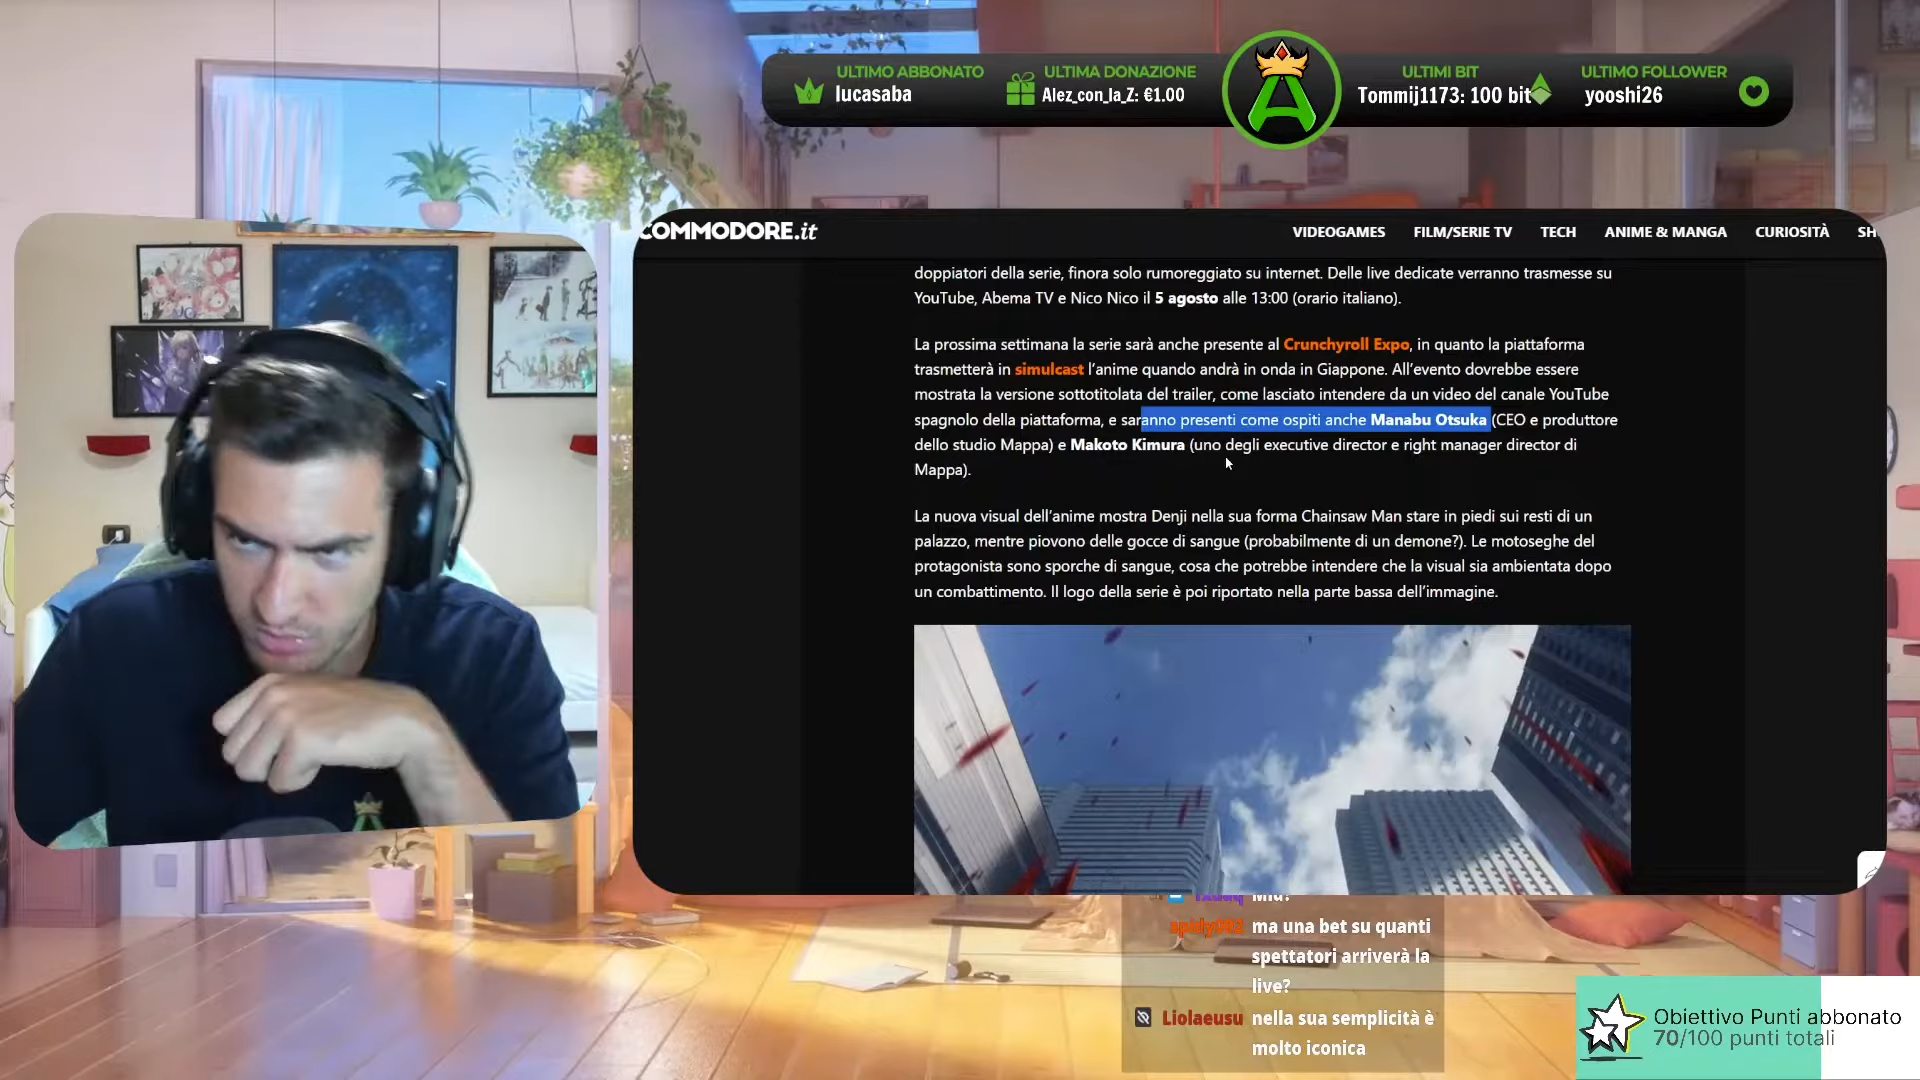 ULTIMO ABBONATO
lucasaba
ULTIMA DONAZIONE
Alez_con_la_Z: €1.00
ULTIMI BIT
Tommij1173: 100 bit
ULTIMO FOLLOWER
yooshi26
COMMODORE.it
VIDEOGAMES FILM/SERIE TV TECH ANIME & MANGA CURIOSITÀ SH
doppiatori della serie, finora solo rumoreggiato su internet. Delle live dedicate verranno trasmesse su
YouTube, Abema TV e Nico Nico il 5 agosto alle 13:00 (orario italiano).
La prossima settimana la serie sarà anche presente al Crunchyroll Expo, in quanto la piattaforma
trasmetterà in simulcast l'anime quando andrà in onda in Giappone. All'evento dovrebbe essere
mostrata la versione sottotitolata del trailer, come lasciato intendere da un video del canale YouTube
spagnolo della piattaforma, e saranno presenti come ospiti anche Manabu Otsuka (CEO e produttore
dello studio Mappa) e Makoto Kimura (uno degli executive director e right manager director di
Mappa).
La nuova visual dell'anime mostra Denji nella sua forma Chainsaw Man stare in piedi sui resti di un
palazzo, mentre piovono delle gocce di sangue (probabilmente di un demone?). Le motoseghe del
protagonista sono sporche di sangue, cosa che potrebbe intendere che la visual sia ambientata dopo
un combattimento. Il logo della serie è poi riportato nella parte bassa dell'immagine.
ma una bet su quanti
spettatori arriverà la
live?
Liolaeusu nella sua semplicità è
molto iconica
Obiettivo Punti abbonato
70/100 punti totali